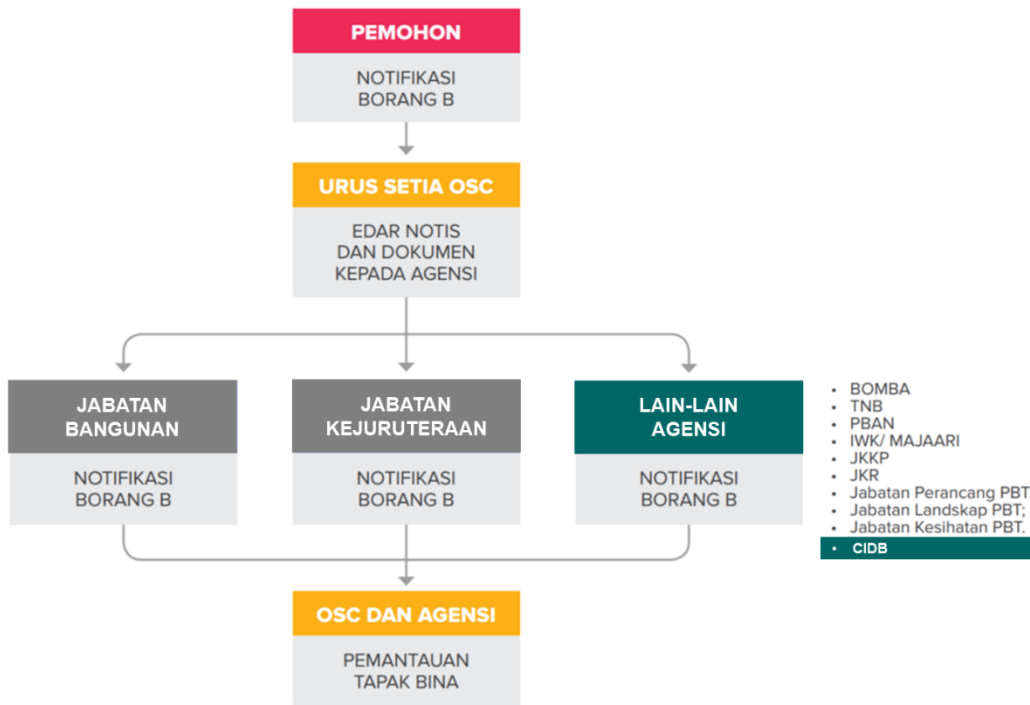 PEMOHON
NOTIFIKASI
BORANG B
URUS SETIA OSC
EDAR NOTIS
DAN DOKUMEN
KEPADA AGENSI
JABATAN
BANGUNAN
NOTIFIKASI
BORANG B
JABATAN
KEJURUTERAAN
NOTIFIKASI
BORANG B
LAIN-LAIN
AGENSI
NOTIFIKASI
BORANG B
• BOMBA
• TNB
• PBAN
• IWK/ MAJAARI
• JKKP
• JKR
• Jabatan Perancang PBT
• Jabatan Landskap PBT;
• Jabatan Kesihatan PBT.
• CIDB
OSC DAN AGENSI
PEMANTAUAN
TAPAK BINA